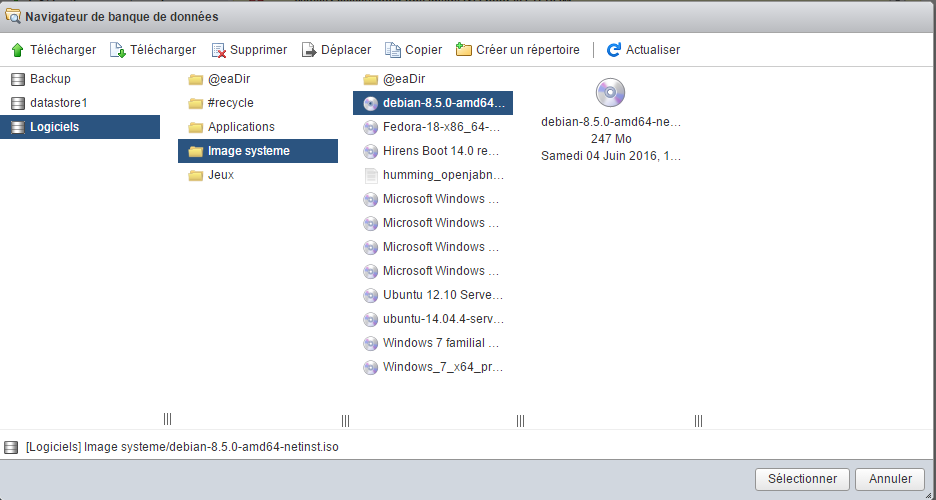 Navigateur de banque de données
Télécharger Télécharger Supprimer Déplacer Copier Créer un répertoire Actualiser
Backup
datastore1
Logiciels
@eaDir
#recycle
Applications
Image systeme
Jeux
@eaDir
debian-8.5.0-amd64...
Fedora-18-x86_64-...
Hirens Boot 14.0 re...
humming_openjabn...
Microsoft Windows ...
Microsoft Windows ...
Microsoft Windows ...
Microsoft Windows ...
Ubuntu 12.10 Serve...
ubuntu-14.04.4-serv...
Windows 7 familial ...
Windows_7_x64_pr...
debian-8.5.0-amd64-ne...
247 Mo
Samedi 04 Juin 2016, 1...
[Logiciels] Image systeme/debian-8.5.0-amd64-netinst.iso
Sélectionner Annuler